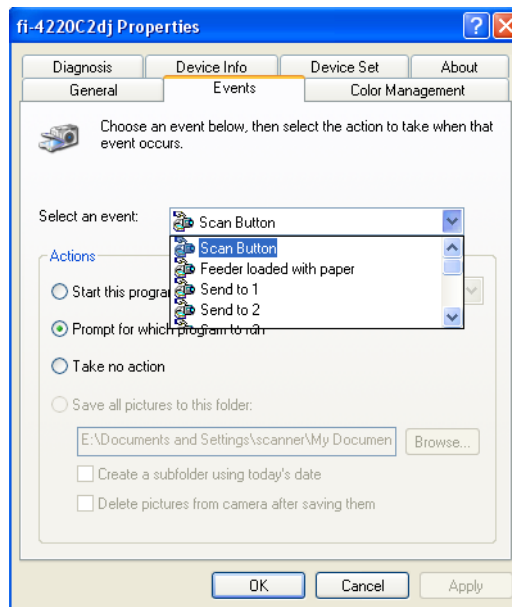 fi-4220C2dj Properties
Diagnosis Device Info Device Set About
General Events Color Management
Choose an event below, then select the action to take when that
event occurs.
Select an event: Scan Button
Scan Button
Feeder loaded with paper
Send to 1
Send to 2
Actions
Start this progra
Prompt for which program to run
Take no action
Save all pictures to this folder:
E:\Documents and Settings\scanner\My Documen Browse...
Create a subfolder using today's date
Delete pictures from camera after saving them
OK Cancel Apply